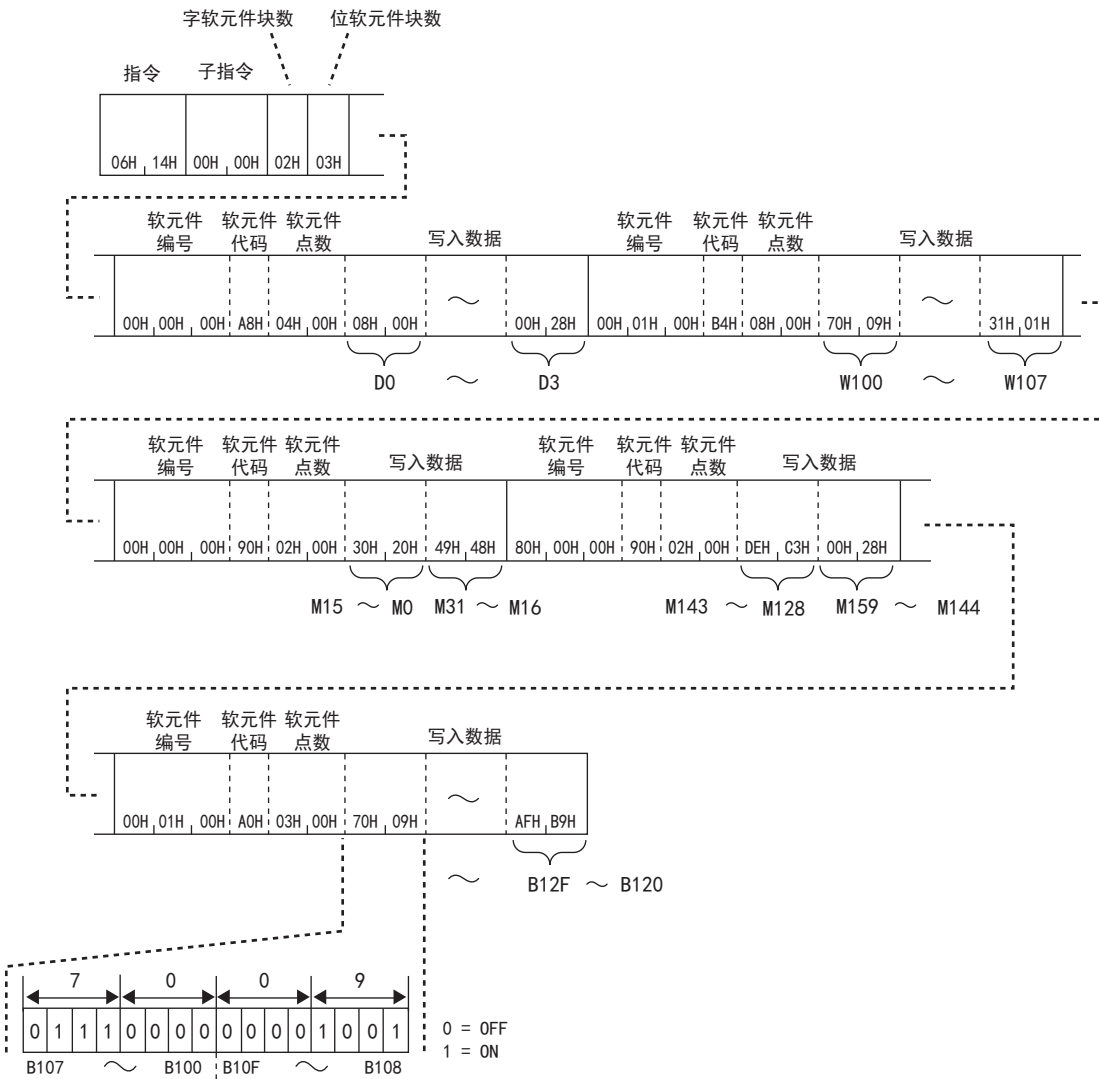 字软元件块数 位软元件块数
指令 子指令
06H 14H 00H 00H 02H 03H
软元件编号 软元件代码 软元件点数 写入数据 软元件编号 软元件代码 软元件点数 写入数据
00H 00H 00H A8H 04H 00H 08H 00H ～ 00H 28H 00H 01H 00H B4H 08H 00H 70H 09H ～ 31H 01H
D0 ～ D3 W100 ～ W107
软元件编号 软元件代码 软元件点数 写入数据 软元件编号 软元件代码 软元件点数 写入数据
00H 00H 00H 90H 02H 00H 30H 20H 49H 48H 80H 00H 00H 90H 02H 00H DEH C3H 00H 28H
M15 ～ M0 M31 ～ M16 M143 ～ M128 M159 ～ M144
软元件编号 软元件代码 软元件点数 写入数据
00H 01H 00H A0H 03H 00H 70H 09H ～ AFH B9H
～ B12F ～ B120
7 0 0 9
0 1 1 1 0 0 0 0 0 0 0 0 1 0 0 1
0 = OFF
1 = ON
B107 ～ B100 B10F ～ B108